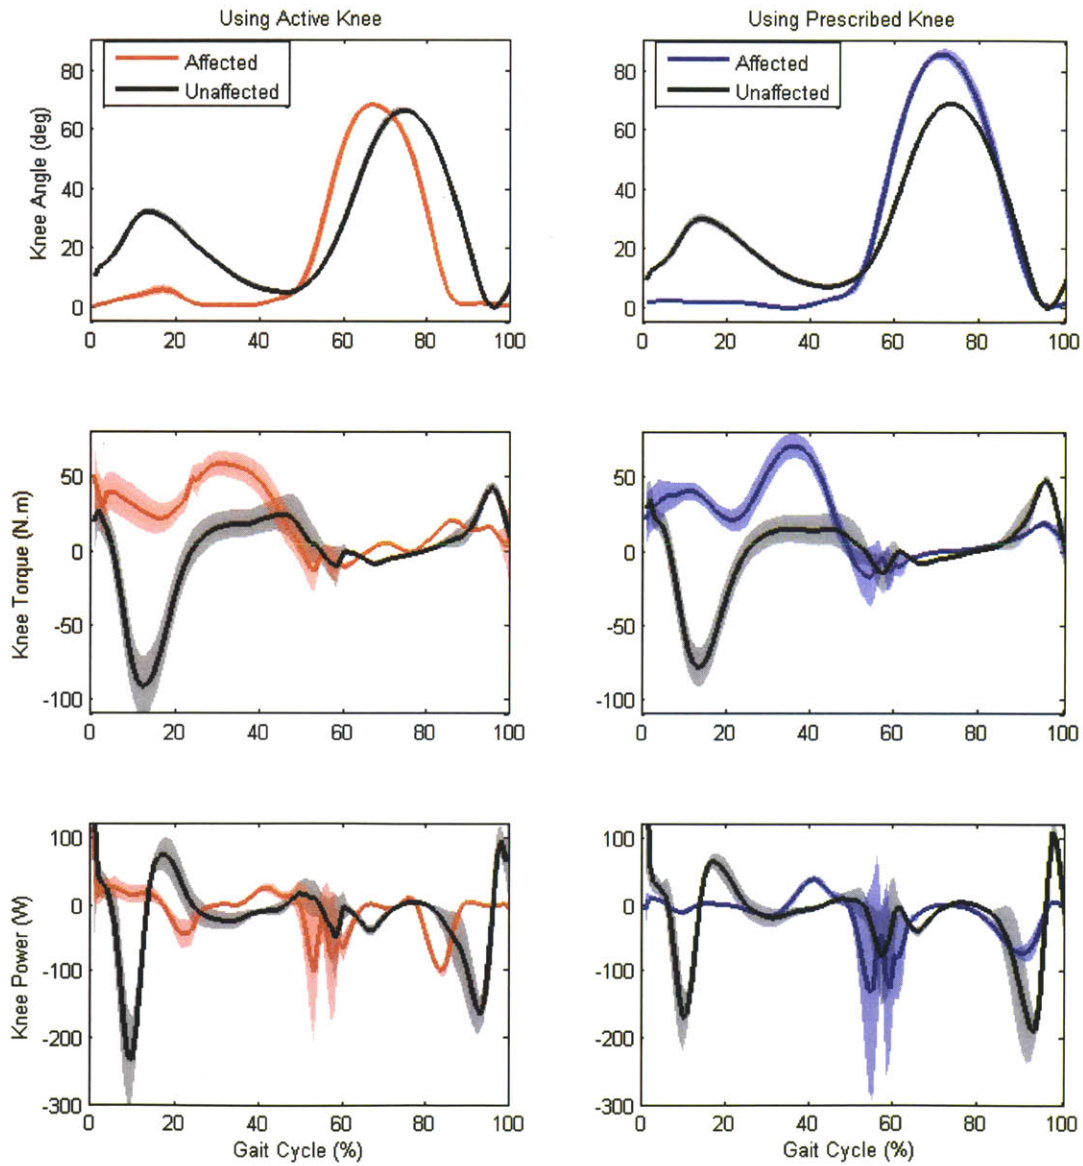 Using Active Knee
Using Prescribed Knee
Affected
Unaffected
Affected
Unaffected
Knee Angle (deg)
80
60
40
20
0
0 20 40 60 80 100
80
60
40
20
0
0 20 40 60 80 100
Knee Torque (N.m)
50
0
-50
-100
0 20 40 60 80 100
50
0
-50
-100
0 20 40 60 80 100
Knee Power (W)
100
0
-100
-200
-300
0 20 40 60 80 100
Gait Cycle (%)
100
0
-100
-200
-300
0 20 40 60 80 100
Gait Cycle (%)